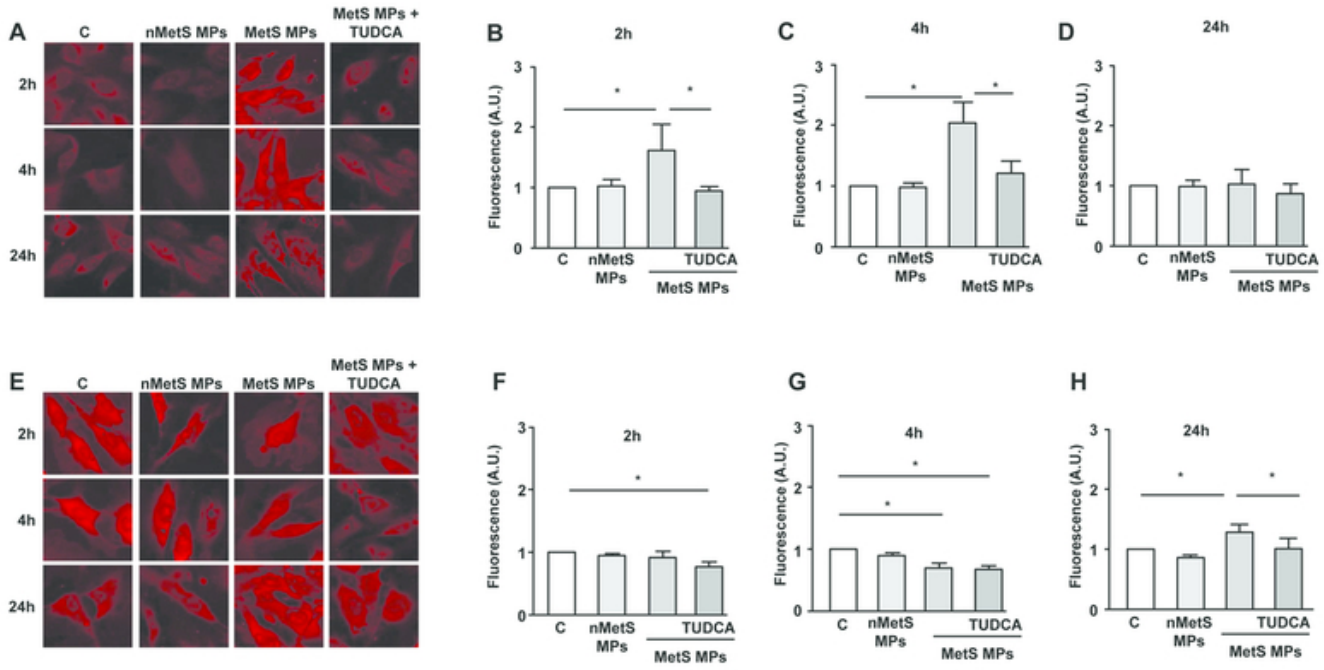 A
C
nMetS MPs
MetS MPs
MetS MPs +
TUDCA
2h
4h
24h
B
2h
Fluorescence (A.U.)
3
2
1
0
*
*
C
nMetS
MPs
TUDCA
MetS MPs
C
4h
Fluorescence (A.U.)
3
2
1
0
*
*
C
nMetS
MPs
TUDCA
MetS MPs
D
24h
Fluorescence (A.U.)
3
2
1
0
C
nMetS
MPs
TUDCA
MetS MPs
E
C
nMetS MPs
MetS MPs
MetS MPs +
TUDCA
2h
4h
24h
F
2h
Fluorescence (A.U.)
3
2
1
0
*
C
nMetS
MPs
TUDCA
MetS MPs
G
4h
Fluorescence (A.U.)
3
2
1
0
*
*
C
nMetS
MPs
TUDCA
MetS MPs
H
24h
Fluorescence (A.U.)
3
2
1
0
*
*
C
nMetS
MPs
TUDCA
MetS MPs